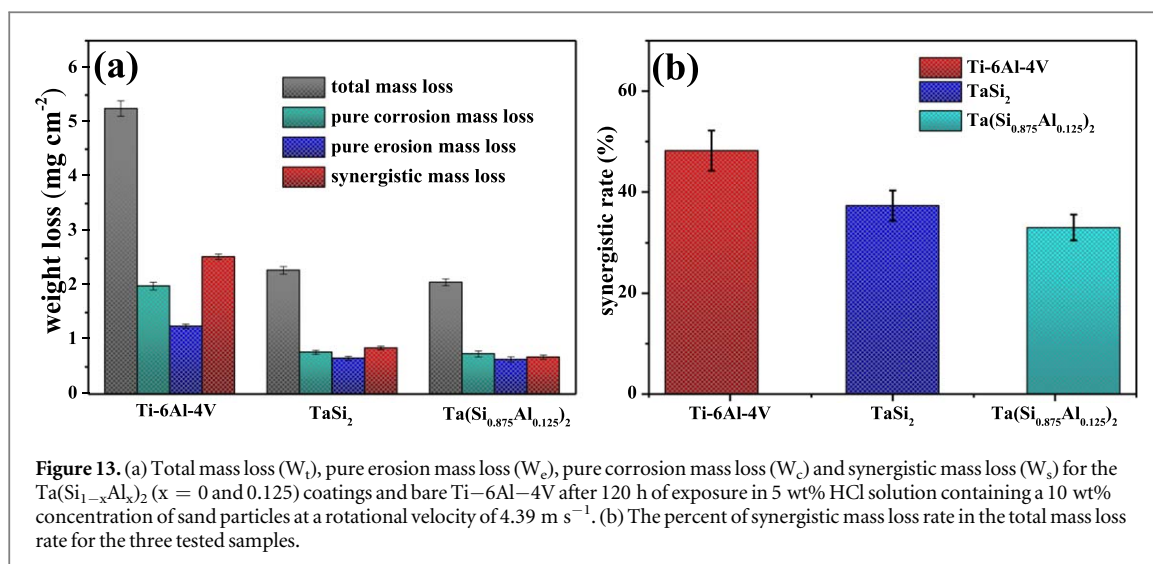 (a)
total mass loss
pure corrosion mass loss
pure erosion mass loss
synergistic mass loss
weight loss (mg cm⁻²)
6
5
4
3
2
1
0
Ti-6Al-4V TaSi₂ Ta(Si₀.₈₇₅Al₀.₁₂₅)₂
(b)
Ti-6Al-4V
TaSi₂
Ta(Si₀.₈₇₅Al₀.₁₂₅)₂
synergistic rate (%)
60
40
20
0
Ti-6Al-4V TaSi₂ Ta(Si₀.₈₇₅Al₀.₁₂₅)₂
Figure 13. (a) Total mass loss (Wₜ), pure erosion mass loss (Wₑ), pure corrosion mass loss (W_c) and synergistic mass loss (Wₛ) for the
Ta(Si₁₋ₓAlₓ)₂ (x = 0 and 0.125) coatings and bare Ti−6Al−4V after 120 h of exposure in 5 wt% HCl solution containing a 10 wt%
concentration of sand particles at a rotational velocity of 4.39 m s⁻¹. (b) The percent of synergistic mass loss rate in the total mass loss
rate for the three tested samples.